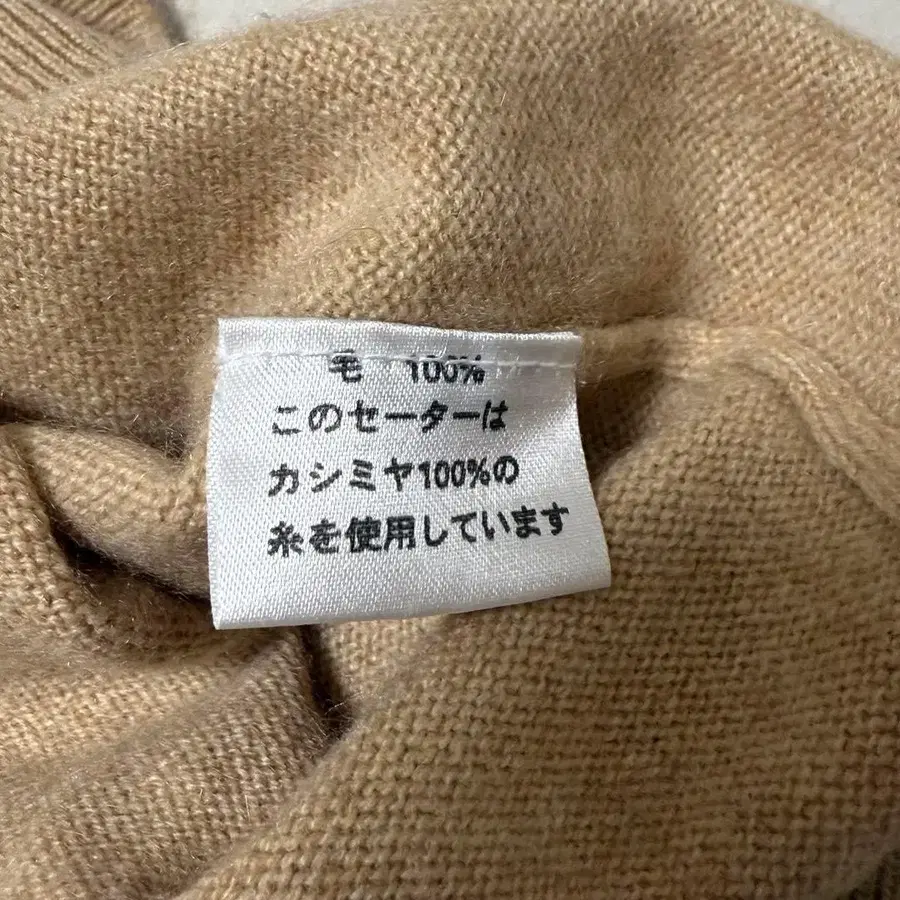 毛 100%
このセーターは
カシミヤ100%の
糸を使用しています